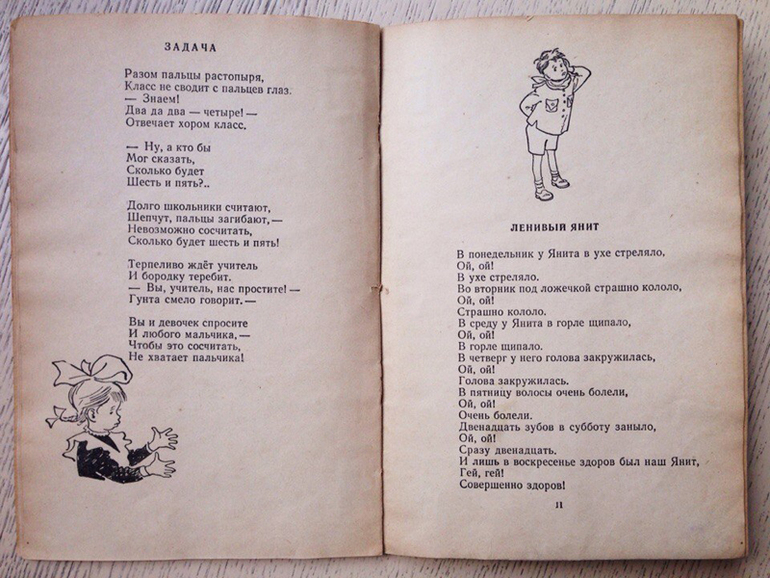 ЗАДАЧА
Разом пальцы растопыря,
Класс не сводит с пальцев глаз.
— Знаем!
Два да два — четыре! —
Отвечает хором класс.
— Ну, а кто бы
Мог сказать,
Сколько будет
Шесть и пять?..
Долго школьники считают,
Шепчут, пальцы загибают, —
Невозможно сосчитать,
Сколько будет шесть и пять!
Терпеливо ждёт учитель
И бородку теребит.
— Вы, учитель, нас простите! —
Гунта смело говорит. —
Вы и девочек спросите
И любого мальчика, —
Чтобы это сосчитать,
Не хватает пальчика!
ЛЕНИВЫЙ ЯНИТ
В понедельник у Янита в ухе стреляло,
Ой, ой!
В ухе стреляло.
Во вторник под ложечкой страшно кололо,
Ой, ой!
Страшно кололо.
В среду у Янита в горле щипало,
Ой, ой!
В горле щипало.
В четверг у него голова закружилась,
Ой, ой!
Голова закружилась.
В пятницу волосы очень болели,
Ой, ой!
Очень болели.
Двенадцать зубов в субботу заныло,
Ой, ой!
Сразу двенадцать.
И лишь в воскресенье здоров был наш Янит,
Гей, гей!
Совершенно здоров!
11